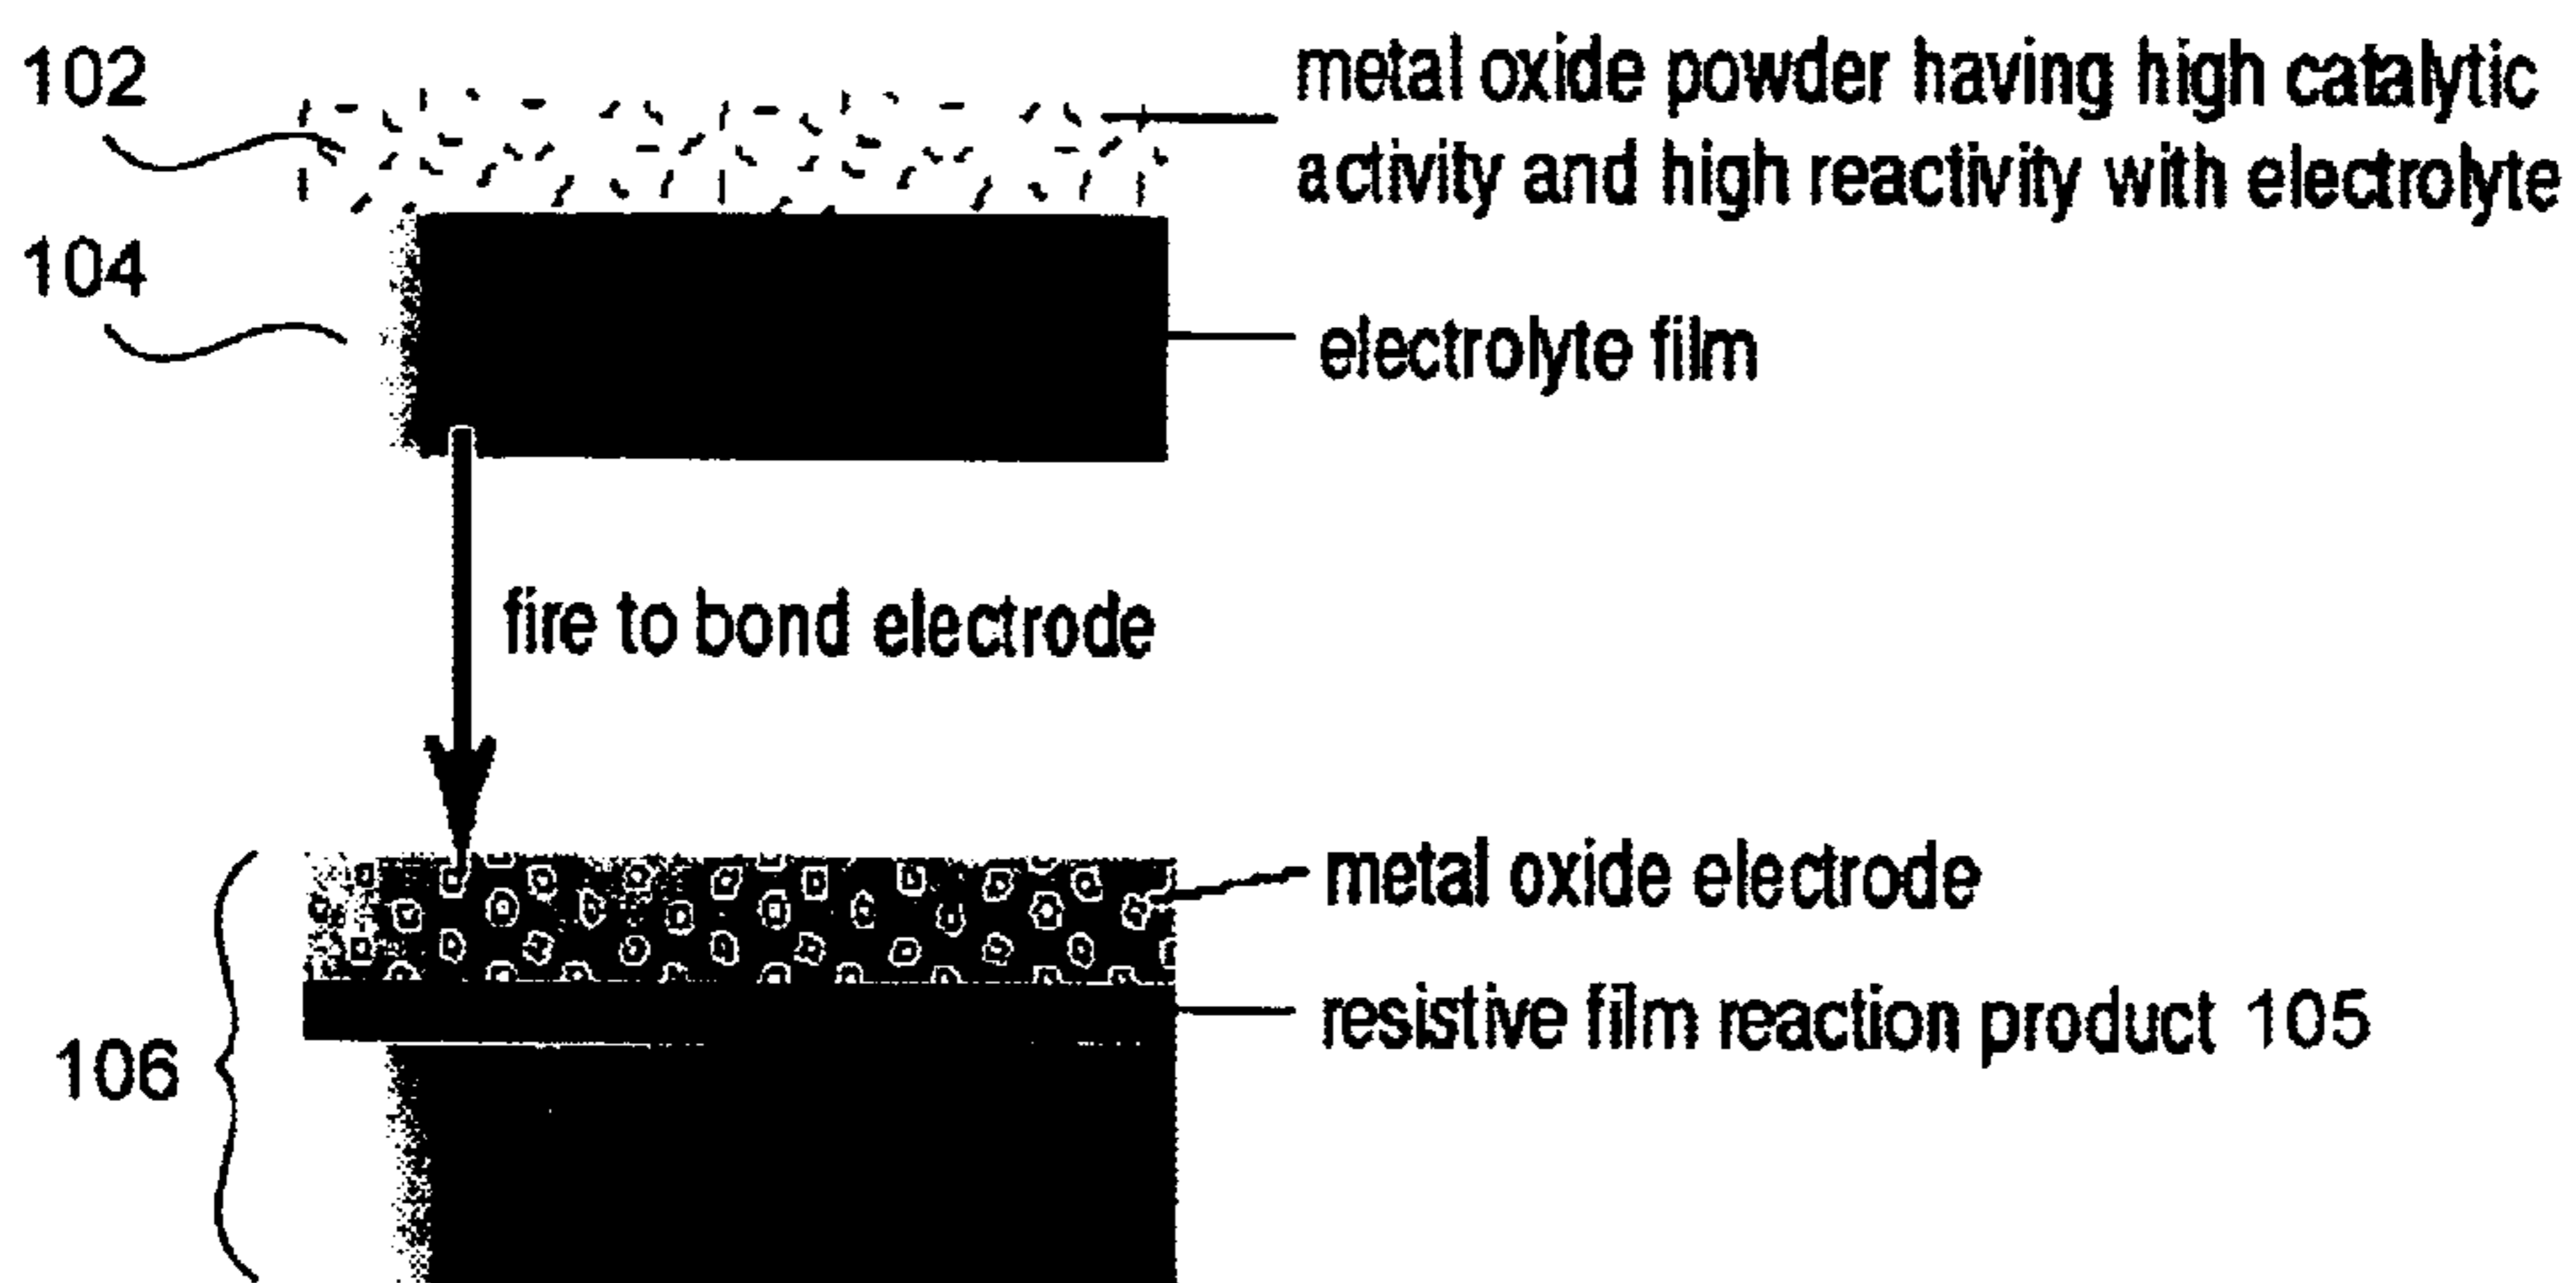 102
metal oxide powder having high catalytic
activity and high reactivity with electrolyte
104
electrolyte film
fire to bond electrode
metal oxide electrode
resistive film reaction product 105
106